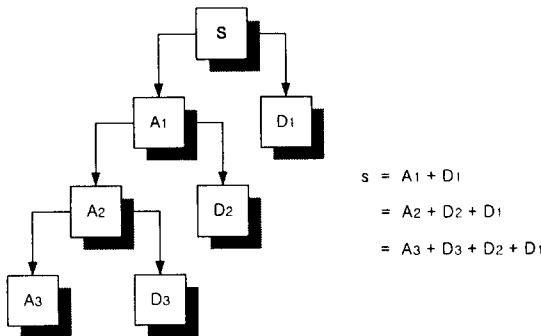 S
A1
D1
A2
D2
A3
D3
s = A1 + D1
= A2 + D2 + D1
= A3 + D3 + D2 + D1